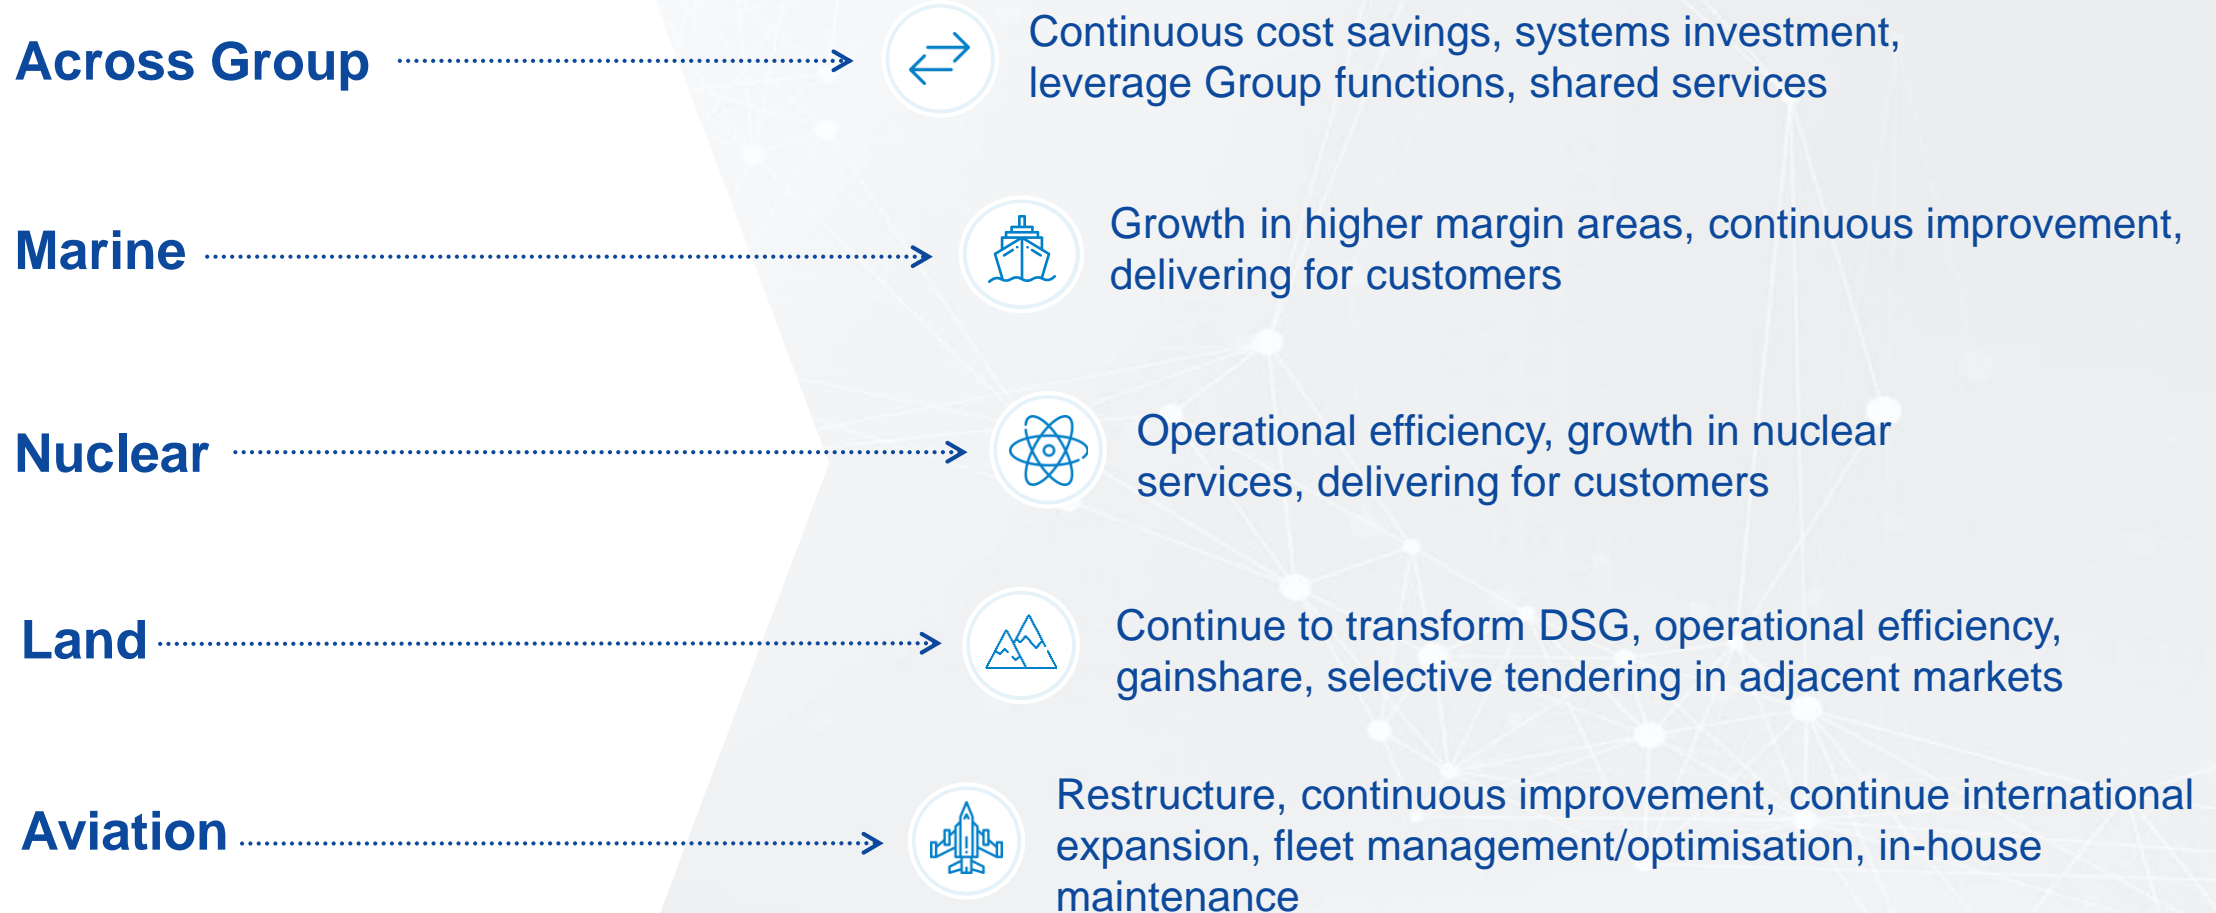 Across Group
Continuous cost savings, systems investment,
leverage Group functions, shared services
Marine
Growth in higher margin areas, continuous improvement,
delivering for customers
Nuclear
Operational efficiency, growth in nuclear
services, delivering for customers
Land
Continue to transform DSG, operational efficiency,
gainshare, selective tendering in adjacent markets
Aviation
Restructure, continuous improvement, continue international
expansion, fleet management/optimisation, in-house
maintenance